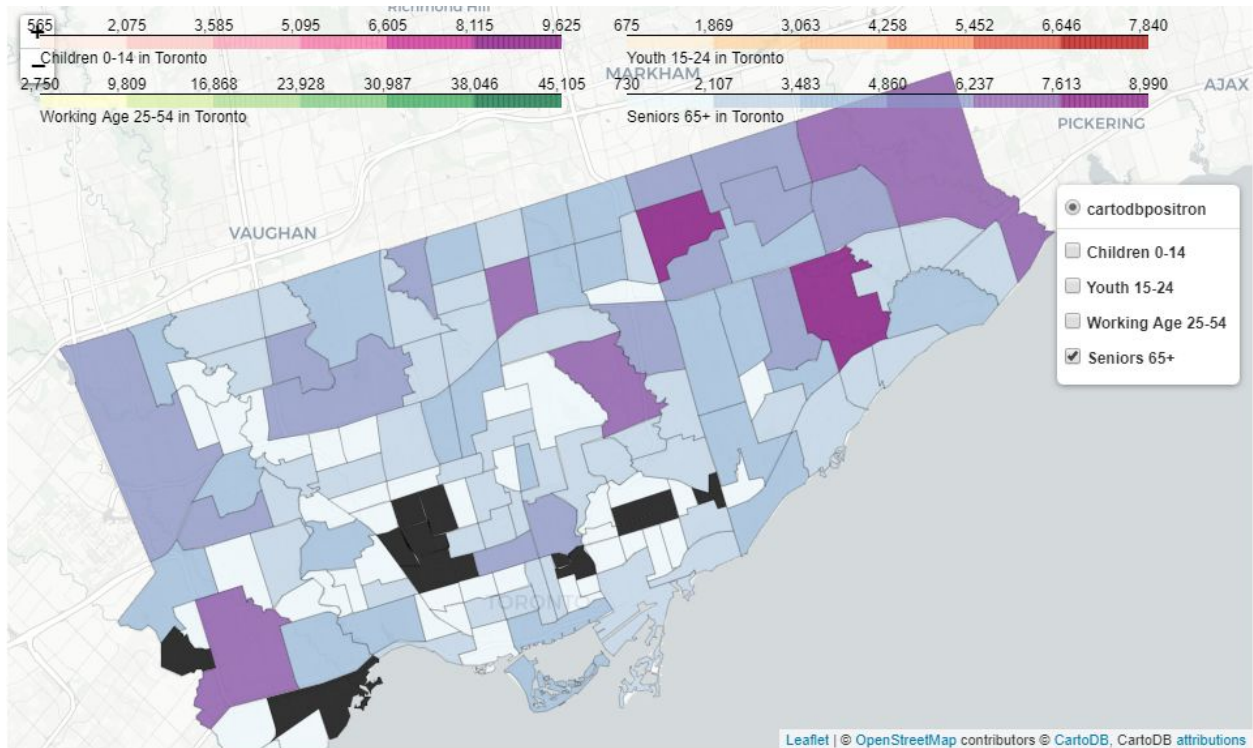 Richmond Hill
565 2,075 3,585 5,095 6,605 8,115 9,625
Children 0-14 in Toronto
675 1,869 3,063 4,258 5,452 6,646 7,840
Youth 15-24 in Toronto
+
−
2,750 9,809 16,868 23,928 30,987 38,046 45,105
Working Age 25-54 in Toronto
MARKHAM
730 2,107 3,483 4,860 6,237 7,613 8,990
Seniors 65+ in Toronto
AJAX
PICKERING
VAUGHAN
cartodbpositron
Children 0-14
Youth 15-24
Working Age 25-54
Seniors 65+
TORONTO
Leaflet | © OpenStreetMap contributors © CartoDB, CartoDB attributions